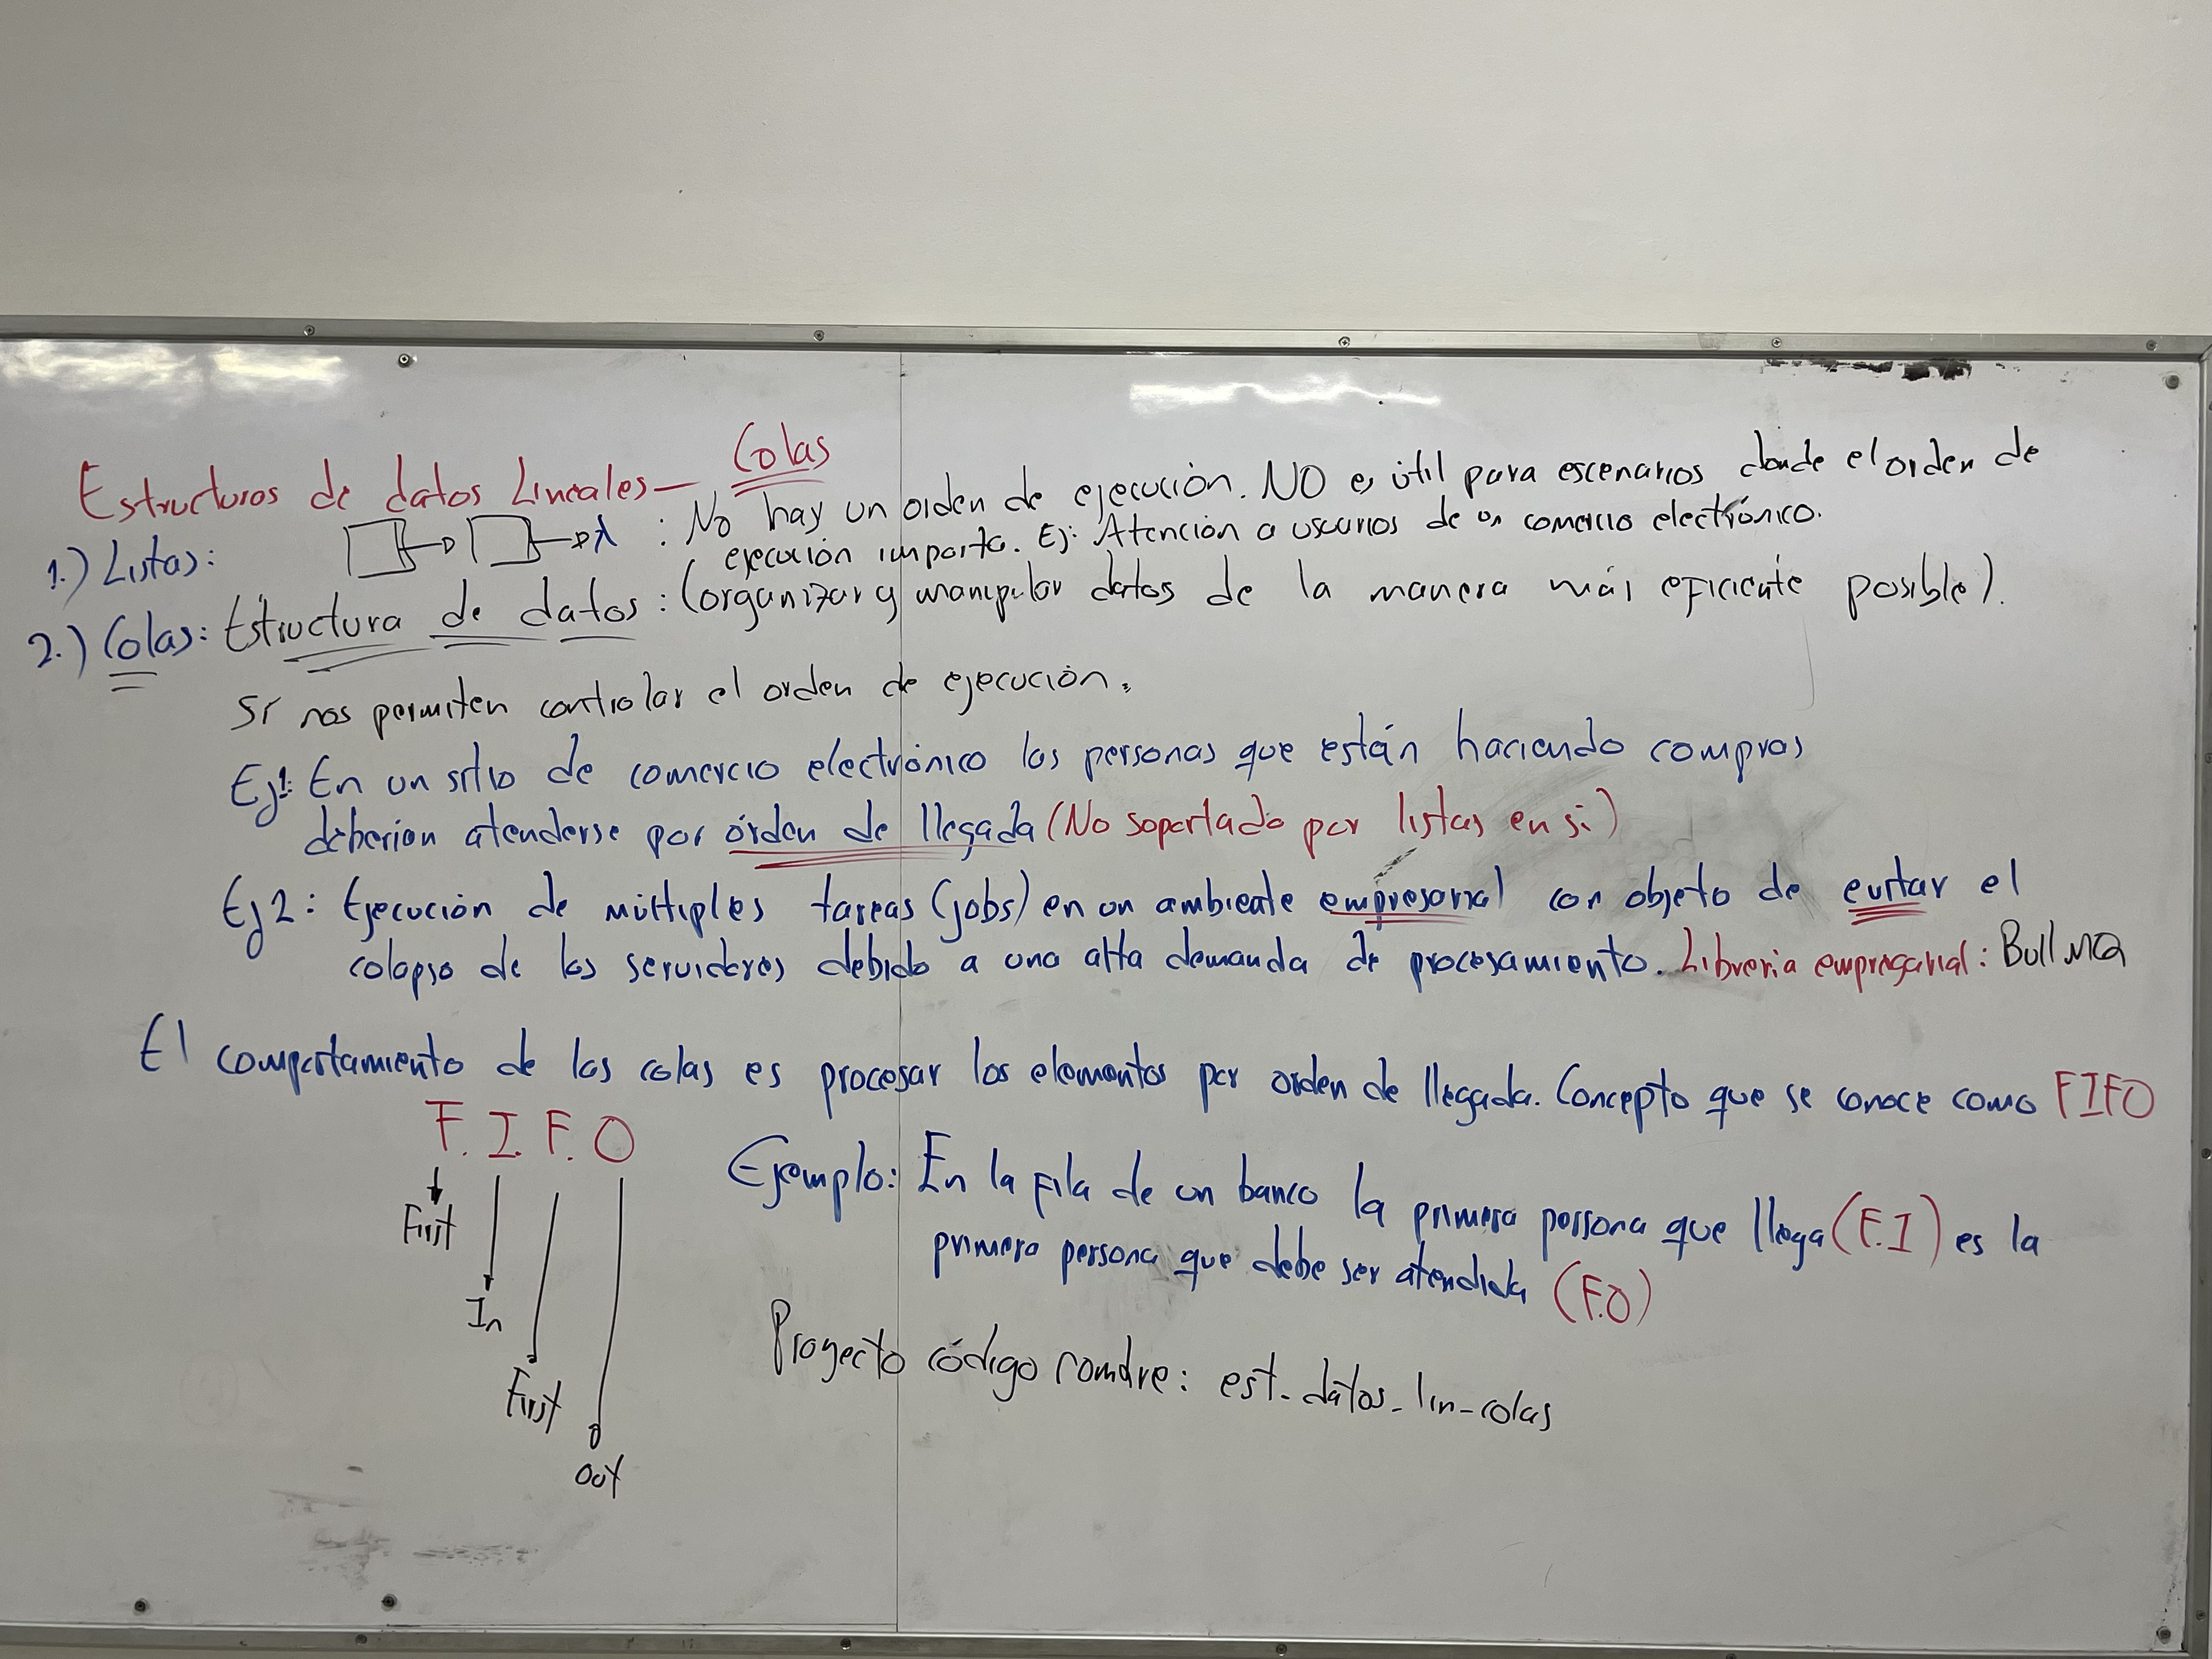 Estructuras de datos Lineales – Colas
1.) Listas: λ : No hay un orden de ejecución. NO es útil para escenarios donde el orden de
ejecución importa. Ej: Atención a usuarios de un comercio electrónico.
2.) Colas: Estructura de datos: (organizar y manipular datos de la manera más eficiente posible).
Sí nos permiten controlar el orden de ejecución.
Ej1: En un sitio de comercio electrónico las personas que están haciendo compras
deberían atenderse por órden de llegada (No soportado por listas en sí)
Ej2: Ejecución de múltiples tareas (jobs) en un ambiente empresarial con objeto de evitar el
colapso de los servidores debido a una alta demanda de procesamiento. Librería empresarial: BullMQ
El comportamiento de las colas es procesar los elementos por orden de llegada. Concepto que se conoce como FIFO
F. I. F. O
First
In
First
out
Ejemplo: En la fila de un banco la primera persona que llega (F.I) es la
primera persona que debe ser atendida (F.O)
Proyecto código nombre: est_datos_lin_colas